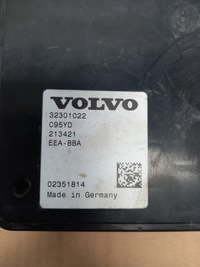 VOLVO
32301022
C95YD
213421
EEA-BBA
02351814
Made in Germany